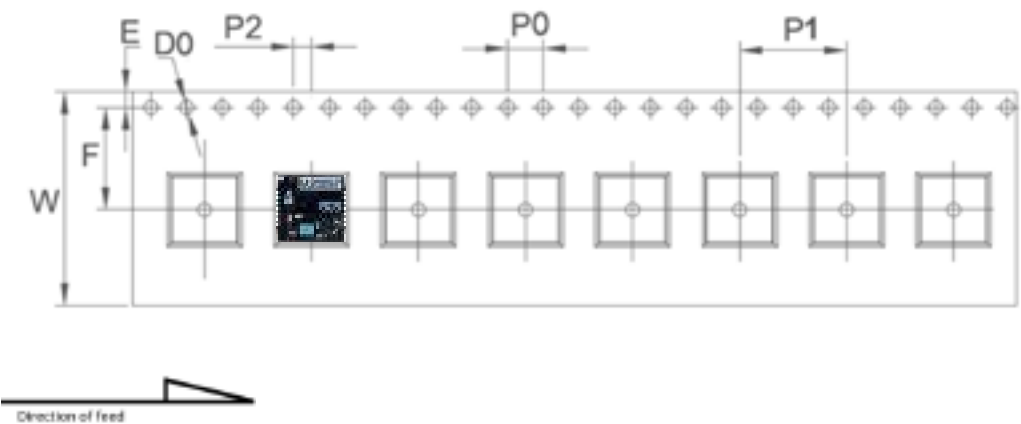 E
D0
P2
P0
P1
F
W
Direction of feed